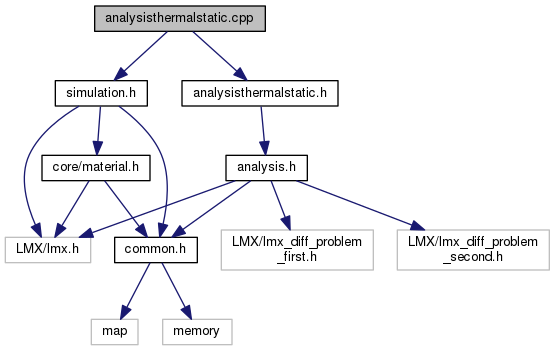 analysisthermalstatic.cpp
simulation.h
analysisthermalstatic.h
core/material.h
analysis.h
LMX/lmx.h
common.h
LMX/lmx_diff_problem
_first.h
LMX/lmx_diff_problem
_second.h
map
memory